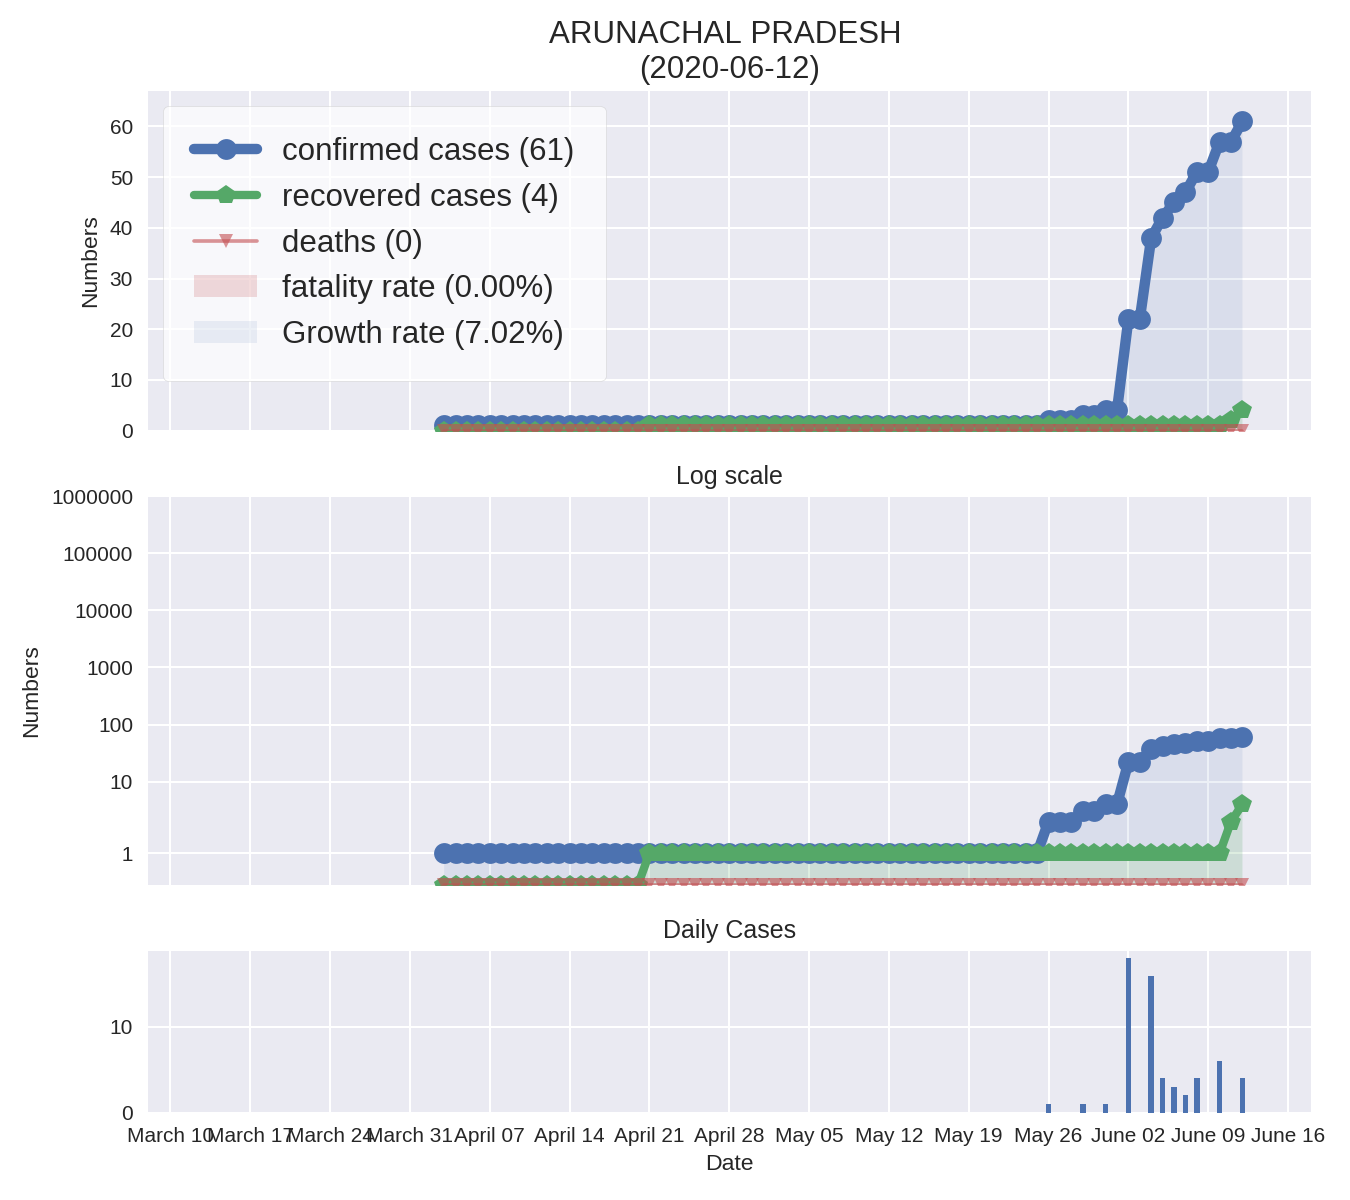 ARUNACHAL PRADESH
(2020-06-12)
60
50
40
30
20
10
0
Numbers
confirmed cases (61)
recovered cases (4)
deaths (0)
fatality rate (0.00%)
Growth rate (7.02%)
Log scale
1000000
100000
10000
1000
100
10
1
Numbers
Daily Cases
10
0
March 10 March 17 March 24 March 31 April 07 April 14 April 21 April 28 May 05 May 12 May 19 May 26 June 02 June 09 June 16
Date